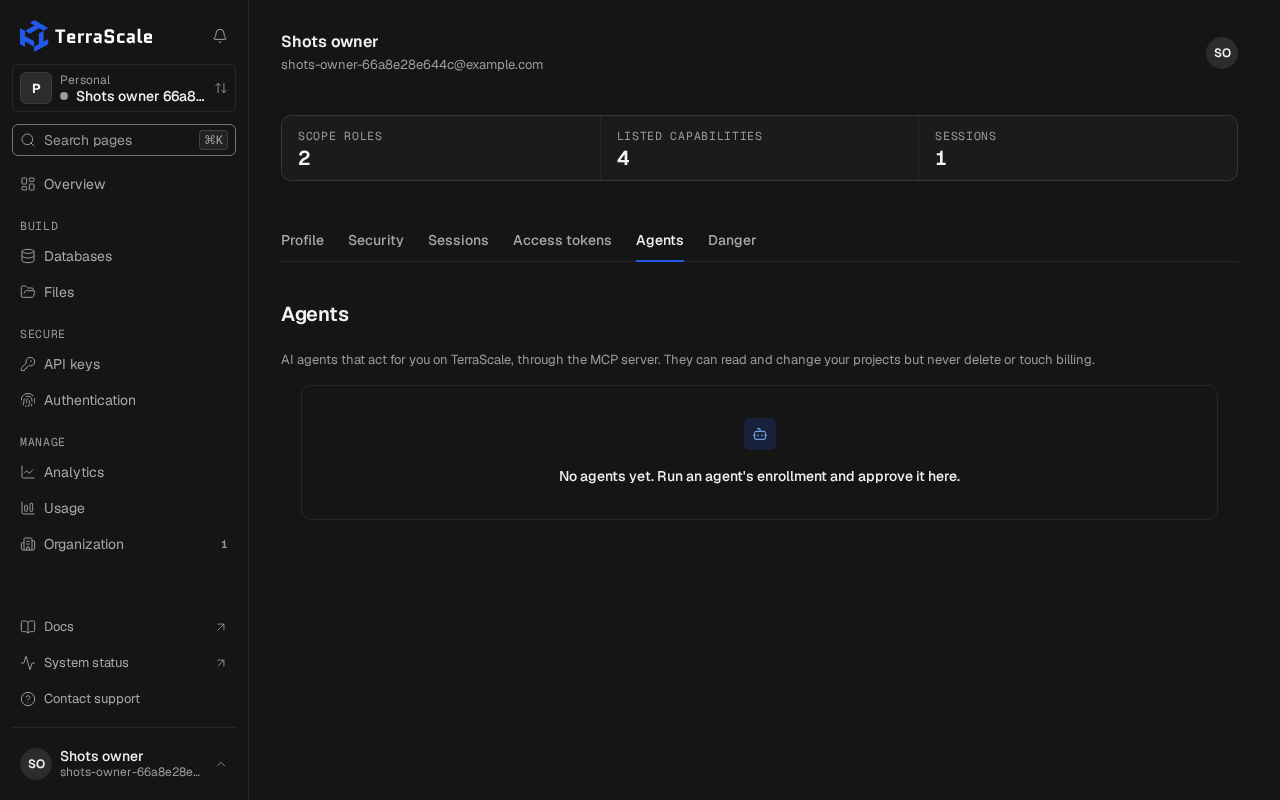 TerraScale
P
Personal
Shots owner 66a8...
Search pages
⌘K
Overview
BUILD
Databases
Files
SECURE
API keys
Authentication
MANAGE
Analytics
Usage
Organization
1
Docs
System status
Contact support
SO
Shots owner
shots-owner-66a8e28e...
Shots owner
shots-owner-66a8e28e644c@example.com
SO
SCOPE ROLES
2
LISTED CAPABILITIES
4
SESSIONS
1
Profile
Security
Sessions
Access tokens
Agents
Danger
Agents
AI agents that act for you on TerraScale, through the MCP server. They can read and change your projects but never delete or touch billing.
No agents yet. Run an agent's enrollment and approve it here.